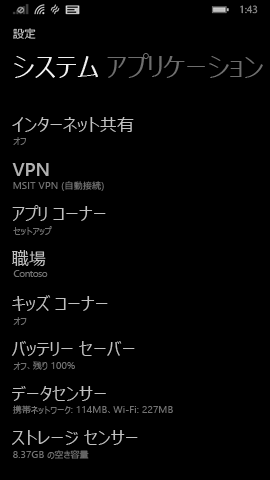 1:43
設定
システム アプリケーション
インターネット共有
オフ
VPN
MSIT VPN (自動接続)
アプリ コーナー
セットアップ
職場
Contoso
キッズ コーナー
オフ
バッテリー セーバー
オフ、残り 100%
データセンサー
携帯ネットワーク: 114MB、Wi-Fi: 227MB
ストレージ センサー
8.37GB の空き容量